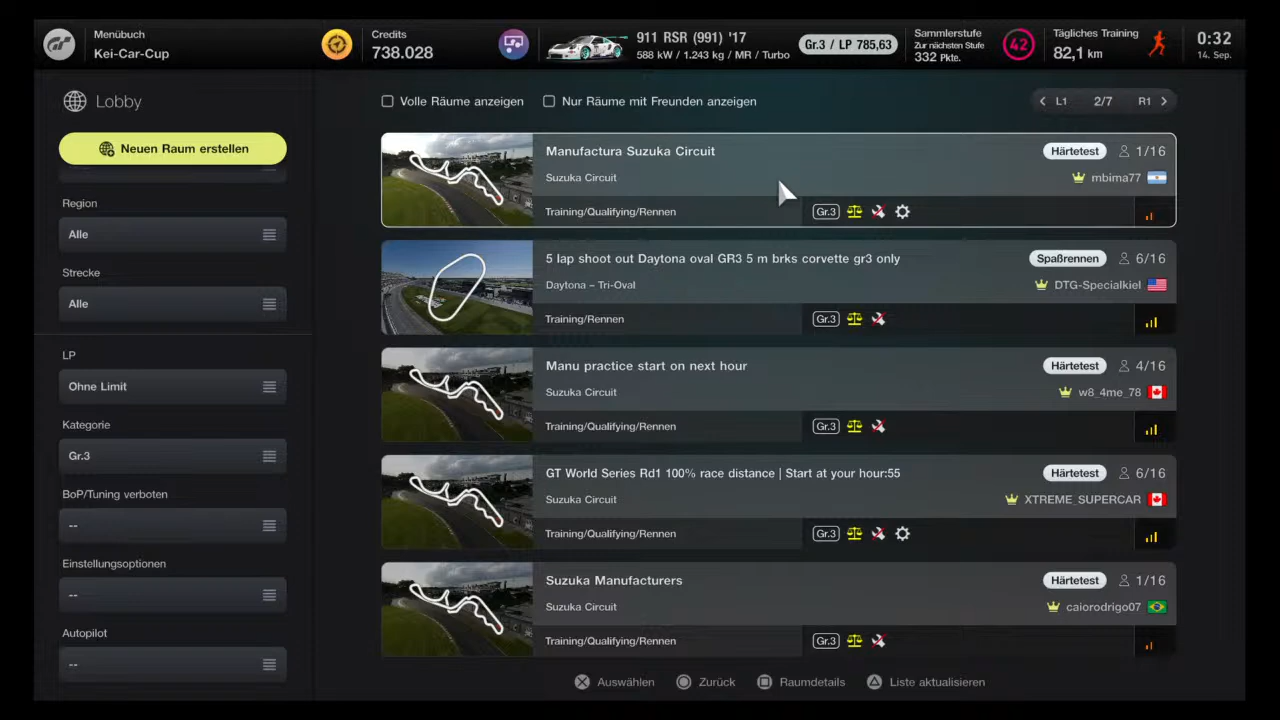 Menübuch
Kei-Car-Cup
Credits
738.028
911 RSR (991) '17
588 kW / 1.243 kg / MR / Turbo
Gr.3 / LP 785,63
Sammlerstufe
Zur nächsten Stufe
332 Pkte.
42
Tägliches Training
82,1 km
0:32
14. Sep.
Lobby
Neuen Raum erstellen
Region
Alle
Strecke
Alle
LP
Ohne Limit
Kategorie
Gr.3
BoP/Tuning verboten
--
Einstellungsoptionen
--
Autopilot
--
Volle Räume anzeigen
Nur Räume mit Freunden anzeigen
L1 2/7 R1
Manufactura Suzuka Circuit
Härtetest 1/16
Suzuka Circuit
mbima77
Training/Qualifying/Rennen
Gr.3
5 lap shoot out Daytona oval GR3 5 m brks corvette gr3 only
Spaßrennen 6/16
Daytona – Tri-Oval
DTG-Specialkiel
Training/Rennen
Gr.3
Manu practice start on next hour
Härtetest 4/16
Suzuka Circuit
w8_4me_78
Training/Qualifying/Rennen
Gr.3
GT World Series Rd1 100% race distance | Start at your hour:55
Härtetest 6/16
Suzuka Circuit
XTREME_SUPERCAR
Training/Qualifying/Rennen
Gr.3
Suzuka Manufacturers
Härtetest 1/16
Suzuka Circuit
caiorodrigo07
Training/Qualifying/Rennen
Gr.3
Auswählen Zurück Raumdetails Liste aktualisieren